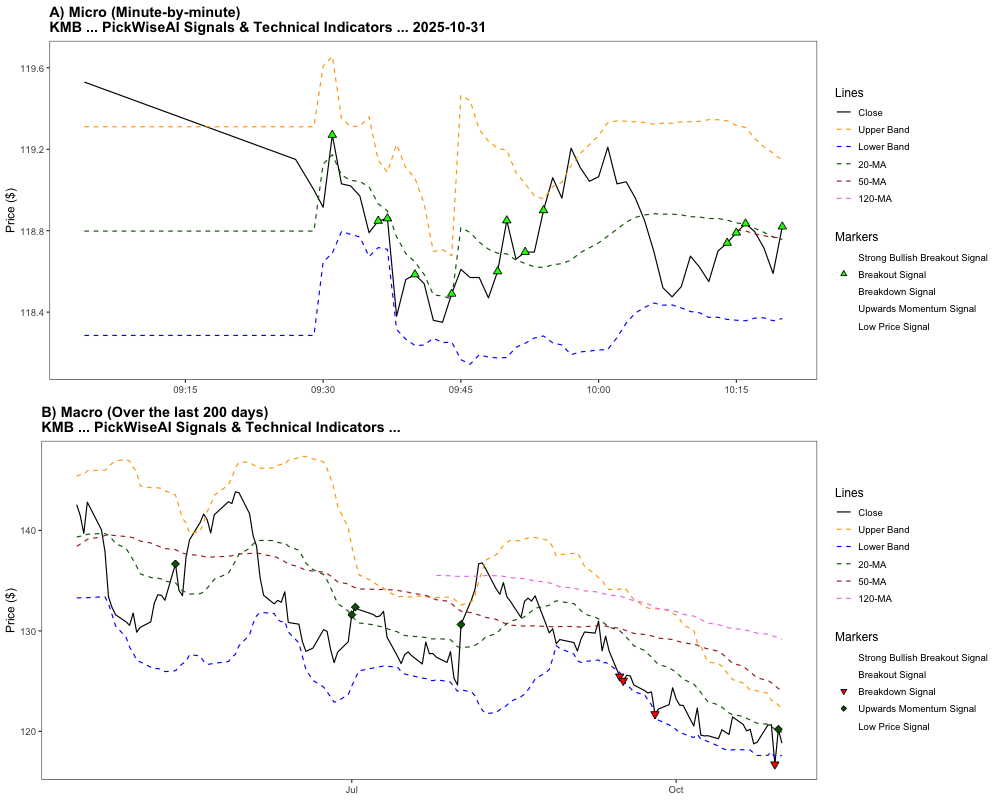 A) Micro (Minute-by-minute)
KMB ... PickWiseAI Signals & Technical Indicators ... 2025-10-31
Price ($)
119.6
119.2
118.8
118.4
09:15
09:30
09:45
10:00
10:15
Lines
Close
Upper Band
Lower Band
20-MA
50-MA
120-MA
Markers
Strong Bullish Breakout Signal
Breakout Signal
Breakdown Signal
Upwards Momentum Signal
Low Price Signal
B) Macro (Over the last 200 days)
KMB ... PickWiseAI Signals & Technical Indicators ...
Price ($)
140
130
120
Jul
Oct
Lines
Close
Upper Band
Lower Band
20-MA
50-MA
120-MA
Markers
Strong Bullish Breakout Signal
Breakout Signal
Breakdown Signal
Upwards Momentum Signal
Low Price Signal